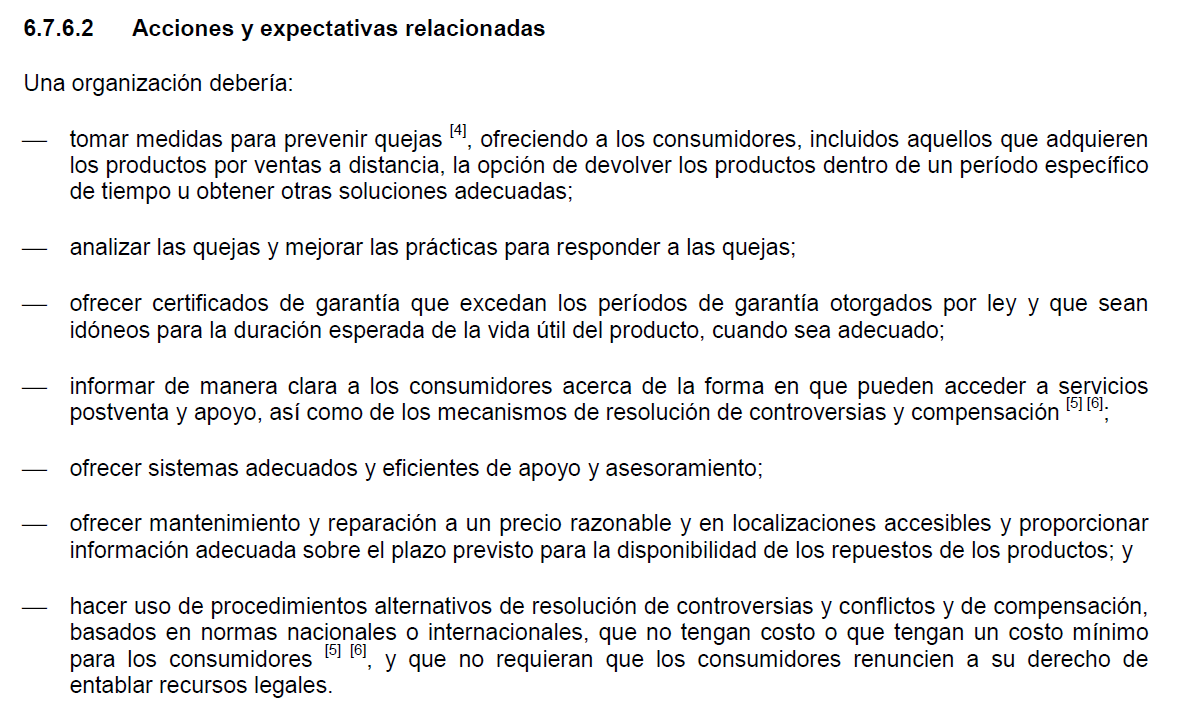 6.7.6.2 Acciones y expectativas relacionadas
Una organización debería:
— tomar medidas para prevenir quejas [4], ofreciendo a los consumidores, incluidos aquellos que adquieren
los productos por ventas a distancia, la opción de devolver los productos dentro de un período específico
de tiempo u obtener otras soluciones adecuadas;
— analizar las quejas y mejorar las prácticas para responder a las quejas;
— ofrecer certificados de garantía que excedan los períodos de garantía otorgados por ley y que sean
idóneos para la duración esperada de la vida útil del producto, cuando sea adecuado;
— informar de manera clara a los consumidores acerca de la forma en que pueden acceder a servicios
postventa y apoyo, así como de los mecanismos de resolución de controversias y compensación [5] [6];
— ofrecer sistemas adecuados y eficientes de apoyo y asesoramiento;
— ofrecer mantenimiento y reparación a un precio razonable y en localizaciones accesibles y proporcionar
información adecuada sobre el plazo previsto para la disponibilidad de los repuestos de los productos; y
— hacer uso de procedimientos alternativos de resolución de controversias y conflictos y de compensación,
basados en normas nacionales o internacionales, que no tengan costo o que tengan un costo mínimo
para los consumidores [5] [6], y que no requieran que los consumidores renuncien a su derecho de
entablar recursos legales.